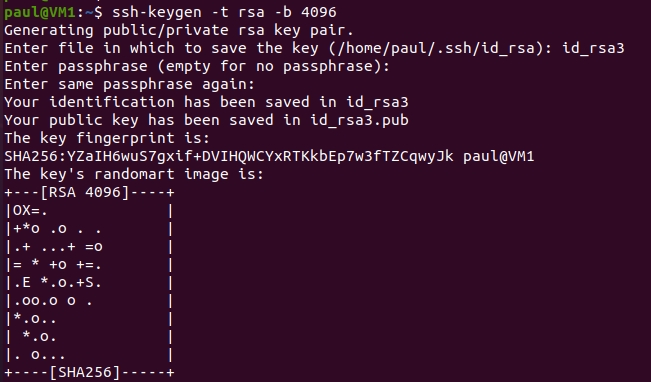 paul@VM1:~$ ssh-keygen -t rsa -b 4096
Generating public/private rsa key pair.
Enter file in which to save the key (/home/paul/.ssh/id_rsa): id_rsa3
Enter passphrase (empty for no passphrase):
Enter same passphrase again:
Your identification has been saved in id_rsa3
Your public key has been saved in id_rsa3.pub
The key fingerprint is:
SHA256:YZaIH6wuS7gxif+DVIHQWCYxRTKkbEp7w3fTZCqwyJk paul@VM1
The key's randomart image is:
+---[RSA 4096]----+
|OX=.             |
|+*o .o . .       |
|.+ ...+ =o       |
|= * +o +=.       |
|.E *.o.+S.       |
|.oo.o o .        |
|*.o..            |
| *.o.            |
|. o...           |
+----[SHA256]-----+